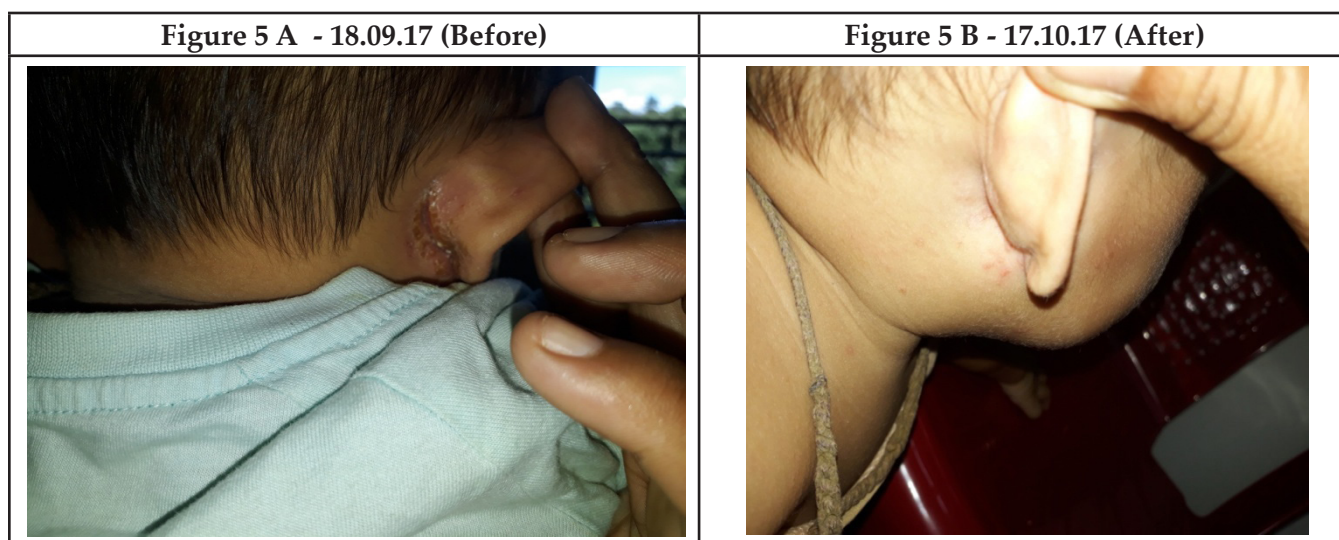 Figure 5 A - 18.09.17 (Before)
Figure 5 B - 17.10.17 (After)